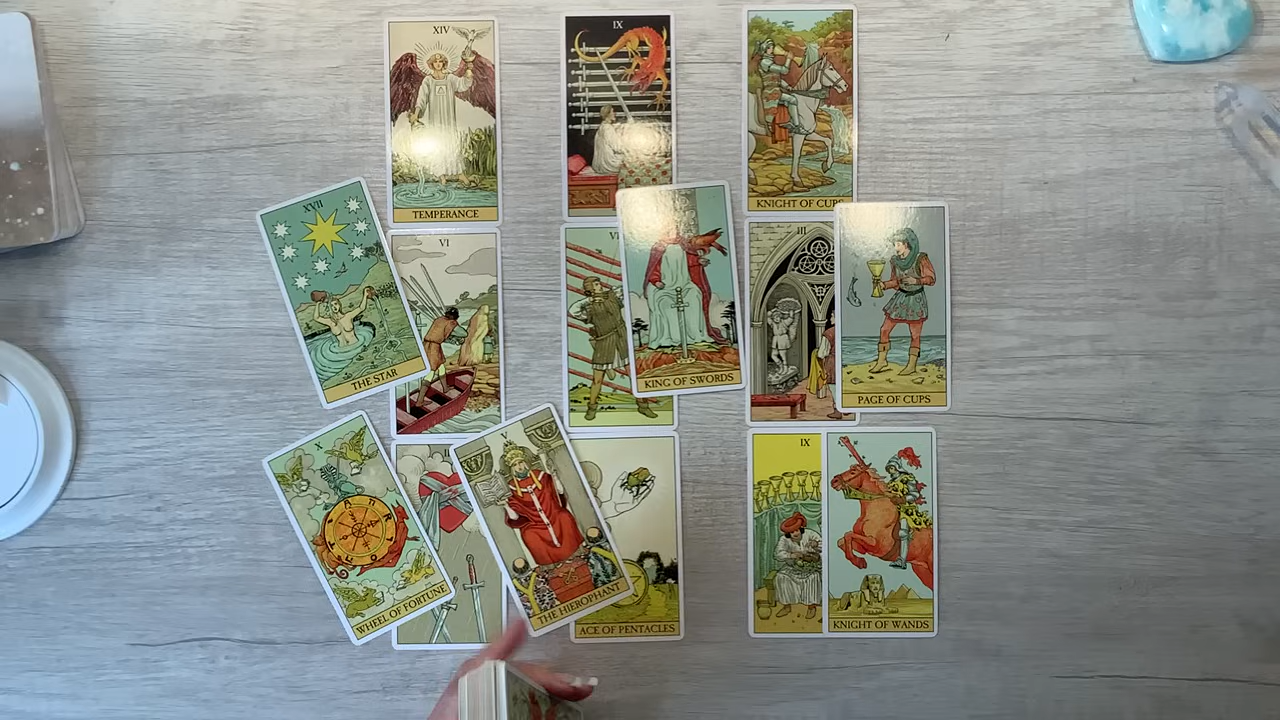 XIV
TEMPERANCE
IX
KNIGHT OF CUPS
XVII
THE STAR
VI
KING OF SWORDS
III
PAGE OF CUPS
X
WHEEL OF FORTUNE
V
THE HIEROPHANT
ACE OF PENTACLES
IX
KNIGHT OF WANDS